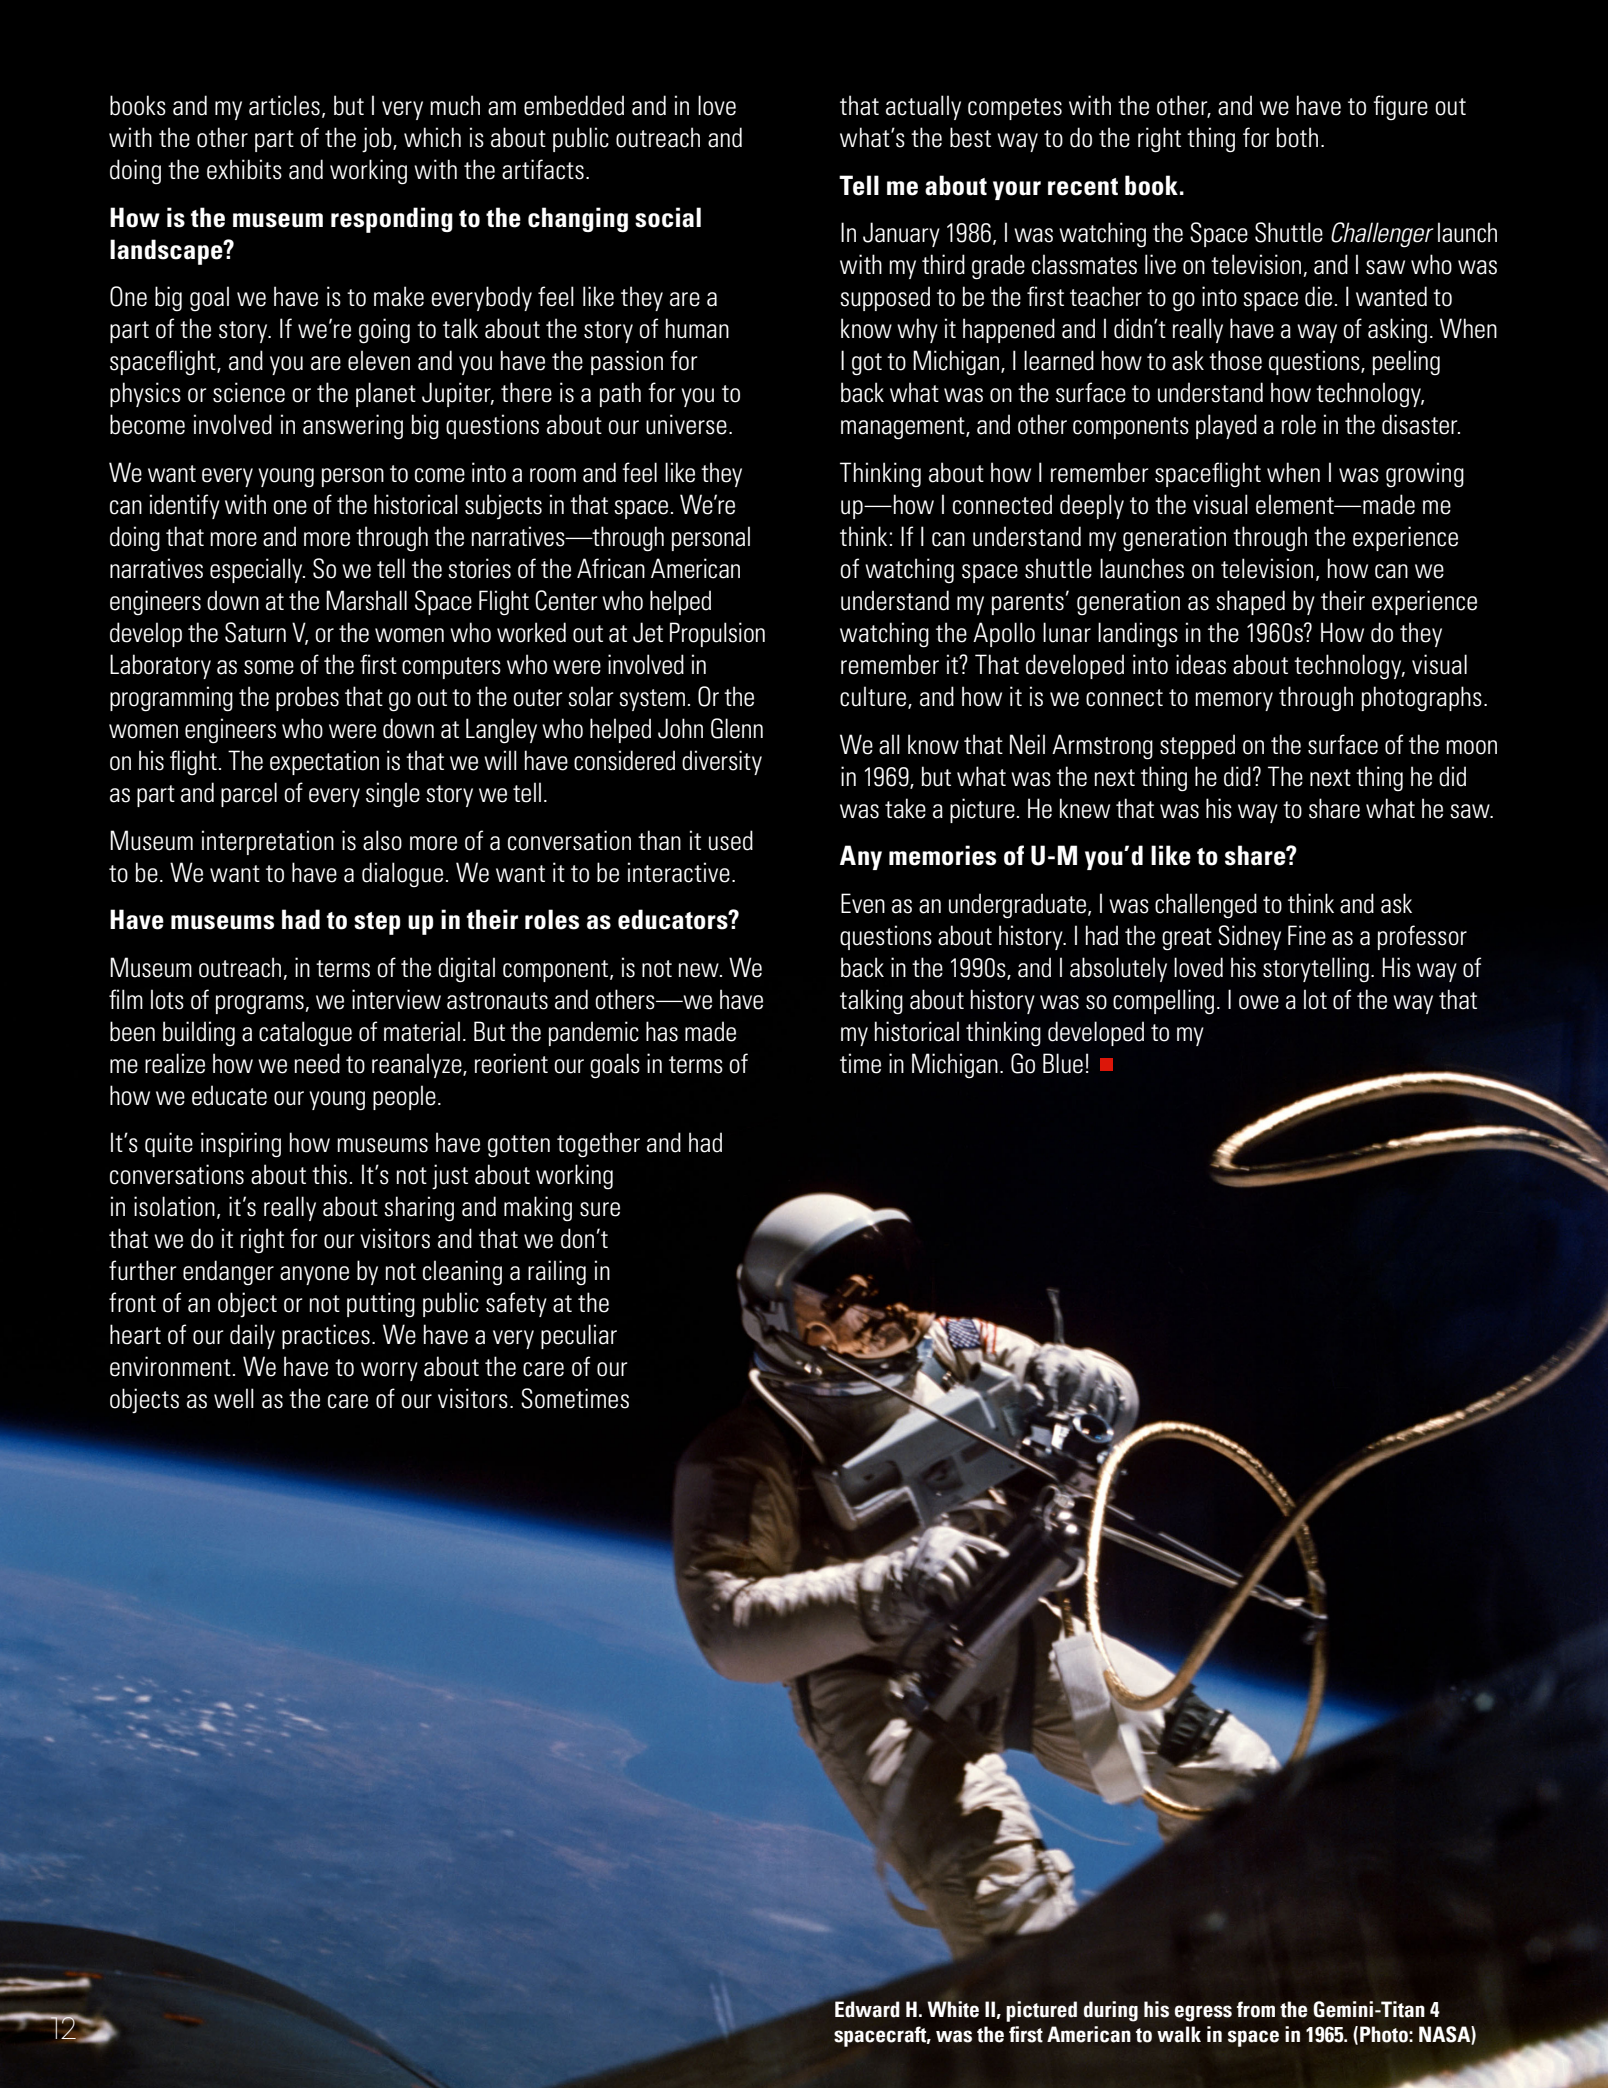 books and my articles, but I very much am embedded and in love
with the other part of the job, which is about public outreach and
doing the exhibits and working with the artifacts.
How is the museum responding to the changing social
landscape?
One big goal we have is to make everybody feel like they are a
part of the story. If we’re going to talk about the story of human
spaceflight, and you are eleven and you have the passion for
physics or science or the planet Jupiter, there is a path for you to
become involved in answering big questions about our universe.
We want every young person to come into a room and feel like they
can identify with one of the historical subjects in that space. We’re
doing that more and more through the narratives—through personal
narratives especially. So we tell the stories of the African American
engineers down at the Marshall Space Flight Center who helped
develop the Saturn V, or the women who worked out at Jet Propulsion
Laboratory as some of the first computers who were involved in
programming the probes that go out to the outer solar system. Or the
women engineers who were down at Langley who helped John Glenn
on his flight. The expectation is that we will have considered diversity
as part and parcel of every single story we tell.
Museum interpretation is also more of a conversation than it used
to be. We want to have a dialogue. We want it to be interactive.
Have museums had to step up in their roles as educators?
Museum outreach, in terms of the digital component, is not new. We
film lots of programs, we interview astronauts and others—we have
been building a catalogue of material. But the pandemic has made
me realize how we need to reanalyze, reorient our goals in terms of
how we educate our young people.
It’s quite inspiring how museums have gotten together and had
conversations about this. It’s not just about working
in isolation, it’s really about sharing and making sure
that we do it right for our visitors and that we don’t
further endanger anyone by not cleaning a railing in
front of an object or not putting public safety at the
heart of our daily practices. We have a very peculiar
environment. We have to worry about the care of our
objects as well as the care of our visitors. Sometimes
that actually competes with the other, and we have to figure out
what’s the best way to do the right thing for both.
Tell me about your recent book.
In January 1986, I was watching the Space Shuttle Challenger launch
with my third grade classmates live on television, and I saw who was
supposed to be the first teacher to go into space die. I wanted to
know why it happened and I didn’t really have a way of asking. When
I got to Michigan, I learned how to ask those questions, peeling
back what was on the surface to understand how technology,
management, and other components played a role in the disaster.
Thinking about how I remember spaceflight when I was growing
up—how I connected deeply to the visual element—made me
think: If I can understand my generation through the experience
of watching space shuttle launches on television, how can we
understand my parents’ generation as shaped by their experience
watching the Apollo lunar landings in the 1960s? How do they
remember it? That developed into ideas about technology, visual
culture, and how it is we connect to memory through photographs.
We all know that Neil Armstrong stepped on the surface of the moon
in 1969, but what was the next thing he did? The next thing he did
was take a picture. He knew that was his way to share what he saw.
Any memories of U-M you’d like to share?
Even as an undergraduate, I was challenged to think and ask
questions about history. I had the great Sidney Fine as a professor
back in the 1990s, and I absolutely loved his storytelling. His way of
talking about history was so compelling. I owe a lot of the way that
my historical thinking developed to my
time in Michigan. Go Blue!
Edward H. White II, pictured during his egress from the Gemini-Titan 4
spacecraft, was the first American to walk in space in 1965. (Photo: NASA)
12